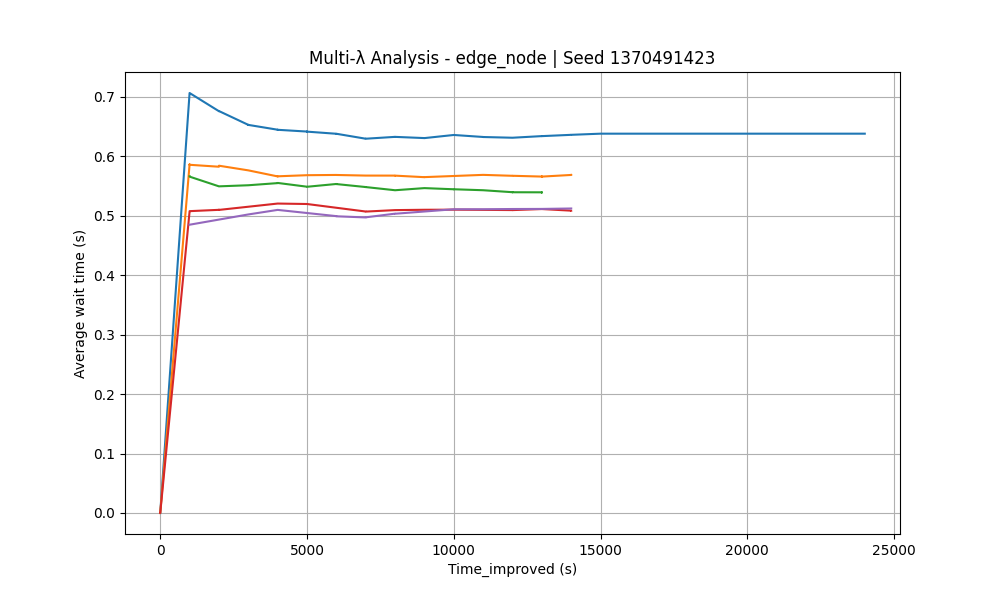 Multi-λ Analysis - edge_node | Seed 1370491423
0.7
0.6
0.5
0.4
0.3
0.2
0.1
0.0
Average wait time (s)
0 5000 10000 15000 20000 25000
Time_improved (s)